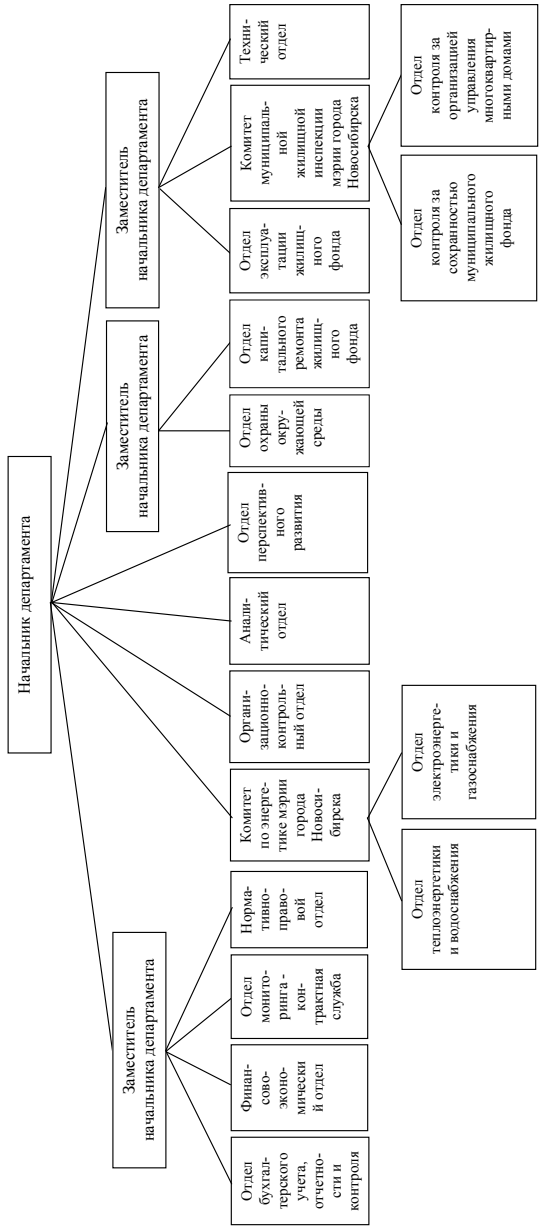 Начальник департамента
Заместитель
начальника департамента
Заместитель
начальника департамента
Заместитель
начальника департамента
Отдел
бухгал-
терского
учета,
отчетно-
сти и
контроля
Финан-
сово-
эконо-
мически
й отдел
Отдел
монито-
ринга -
кон-
трактная
служба
Норма-
тивно-
право-
вой
отдел
Комитет
по энерге-
тике мэрии
города
Новоси-
бирска
Органи-
зационно-
контроль-
ный отдел
Анали-
тический
отдел
Отдел
перспектив-
ного
развития
Отдел
охраны
окру-
жающей
среды
Отдел
капи-
тального
ремонта
жилищ-
ного
фонда
Отдел
эксплуа-
тации
жилищ-
ного
фонда
Комитет
муниципаль-
ной
жилищной
инспекции
мэрии города
Новосибирска
Техни-
ческий
отдел
Отдел
теплоэнергетики
и водоснабжения
Отдел
электроэнерге-
тики и
газоснабжения
Отдел
контроля за
сохранностью
муниципального
жилищного
фонда
Отдел
контроля за
организацией
управления
многоквартир-
ными домами